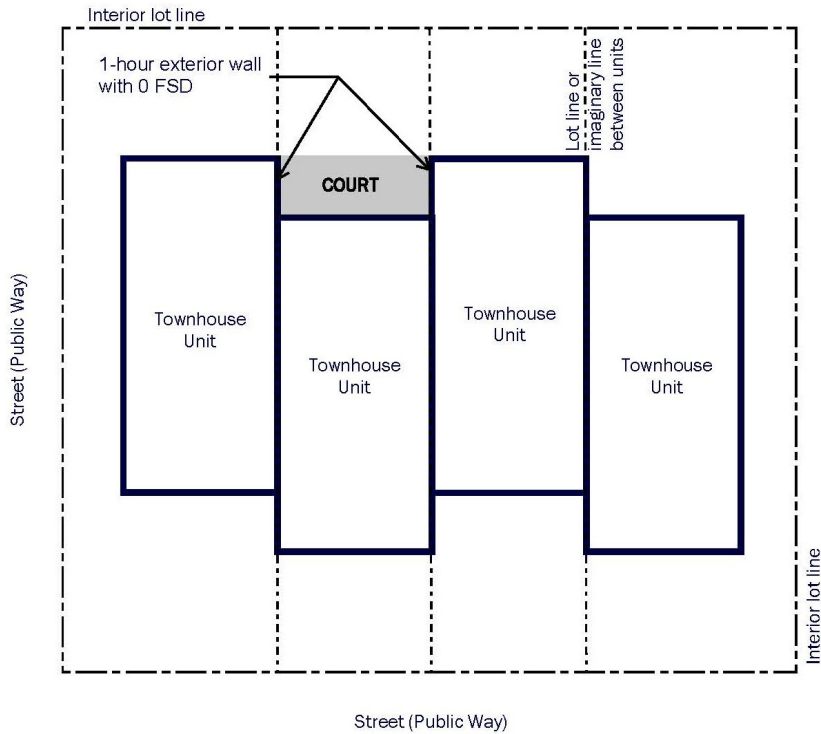 Interior lot line
1-hour exterior wall
with 0 FSD
Lot line or
imaginary line
between units
COURT
Townhouse
Unit
Townhouse
Unit
Townhouse
Unit
Townhouse
Unit
Street (Public Way)
Interior lot line
Street (Public Way)